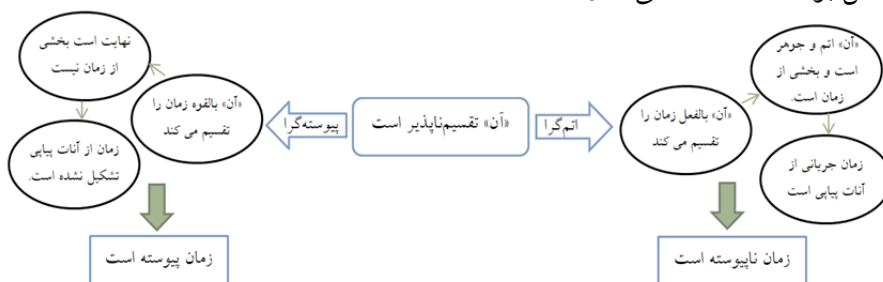 «آن» تقسیم‌ناپذیر است
اتم‌گرا
«آن» بالفعل زمان را
تقسیم می کند
«آن» اتم و جوهر
است و بخشی از
زمان است.
زمان جریانی از
آنات پیاپی است
زمان ناپیوسته است
پیوسته‌گرا
«آن» بالقوه زمان را
تقسیم می کند
نهایت است بخشی
از زمان نیست
زمان از آنات پیاپی
تشکیل نشده است.
زمان پیوسته است